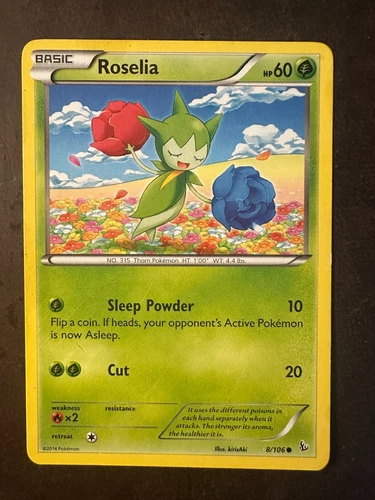 BASIC
Roselia
HP60
NO. 315 Thorn Pokémon HT: 1'00" WT: 4.4 lbs.
Sleep Powder 10
Flip a coin. If heads, your opponent's Active Pokémon
is now Asleep.
Cut 20
weakness resistance
×2
retreat
It uses the different poisons in
each hand separately when it
attacks. The stronger its aroma,
the healthier it is.
©2014 Pokémon
Illus. kirisAki
8/106